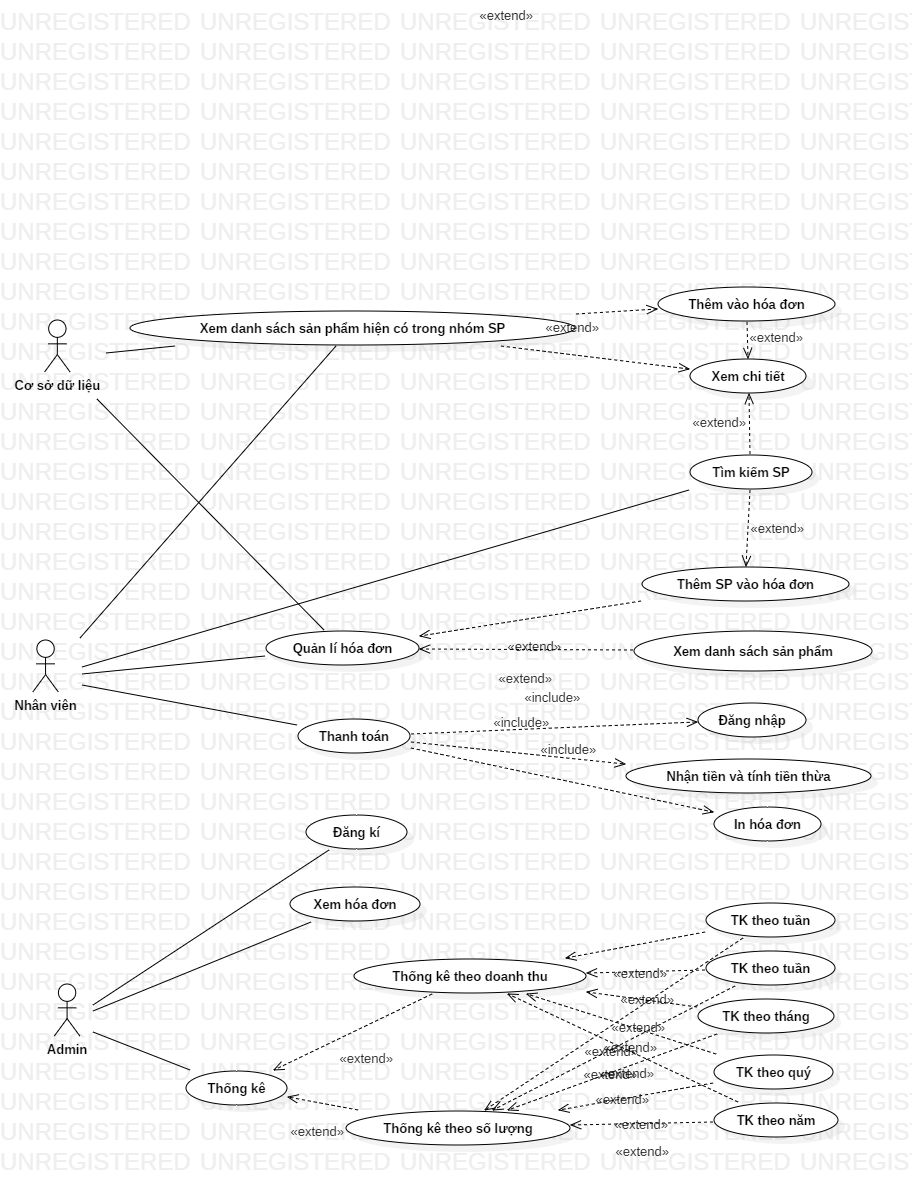 «extend»
Thêm vào hóa đơn
Xem danh sách sản phẩm hiện có trong nhóm SP
«extend»
«extend»
Cơ sở dữ liệu
Xem chi tiết
«extend»
Tìm kiếm SP
«extend»
Thêm SP vào hóa đơn
Quản lí hóa đơn
«extend»
Xem danh sách sản phẩm
«extend»
«include»
Nhân viên
«include»
Đăng nhập
Thanh toán
«include»
Nhận tiền và tính tiền thừa
In hóa đơn
Đăng kí
Xem hóa đơn
TK theo tuần
Thống kê theo doanh thu
«extend»
TK theo tuần
«extend»
TK theo tháng
«extend»
Admin
«extend»
«extend»
«extend»
TK theo quý
«extend»
«extend»
Thống kê
«extend»
Thống kê theo số lượng
«extend»
TK theo năm
«extend»
«extend»
UNREGISTERED